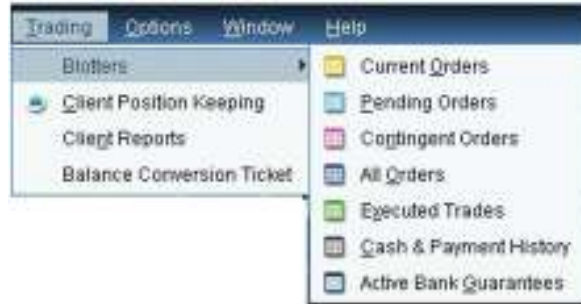 Trading Options Window Help
Blotters
Client Position Keeping
Client Reports
Balance Conversion Ticket
Current Orders
Pending Orders
Contingent Orders
All Orders
Executed Trades
Cash & Payment History
Active Bank Guarantees